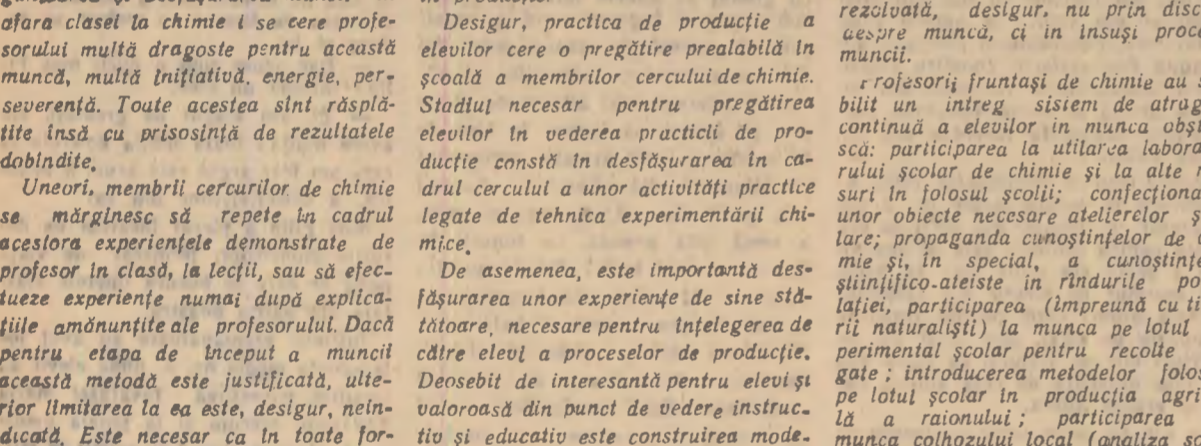 afara clasei la chimie i se cere profe-
sorului multă dragoste pentru această
muncă, multă inițiativă, energie, per-
severență. Toate acestea sînt răsplă-
tite însă cu prisosință de rezultatele
dobîndite.
Uneori, membrii cercurilor de chimie
se mărginesc să repete în cadrul
acestora experiențele demonstrate de
profesor în clasă, la lecții, sau să efec-
tueze experiențe numai după explica-
țiile amănunțite ale profesorului. Dacă
pentru etapa de început a muncii
această metodă este justificată, ulte-
rior limitarea la ea este, desigur, nein-
dicată. Este necesar ca în toate for-
Desigur, practica de producție a
elevilor cere o pregătire prealabilă în
școală a membrilor cercului de chimie.
Stadiul necesar pentru pregătirea
elevilor în vederea practicii de pro-
ducție constă în desfășurarea în ca-
drul cercului a unor activități practice
legate de tehnica experimentării chi-
mice.
De asemenea, este importantă des-
fășurarea unor experiențe de sine stă-
tătoare, necesare pentru înțelegerea de
către elevi a proceselor de producție.
Deosebit de interesantă pentru elevi și
valoroasă din punct de vedere instruc-
tiv și educativ este construirea mode-
rezolvată, desigur, nu prin disc
despre muncă, ci in însuși proc
muncii.
rofesorii fruntași de chimie au
bilit un intreg sistem de atrag
continuă a elevilor in munca obș
scă: participarea la utilarea labora
rului școlar de chimie și la alte
suri în folosul școlii; confecționa
unor obiecte necesare atelierelor ș
lare; propaganda cunoștințelor de
mie și, în special, a cunoștințe
științifico-ateiste in rîndurile po
lației, participarea (împreună cu ti
rii naturaliști) la munca pe lotul
perimental școlar pentru recolte
gate; introducerea metodelor folos
pe lotul școlar în producția agri
lă a raionului; participarea
munca colhozului local (analiza